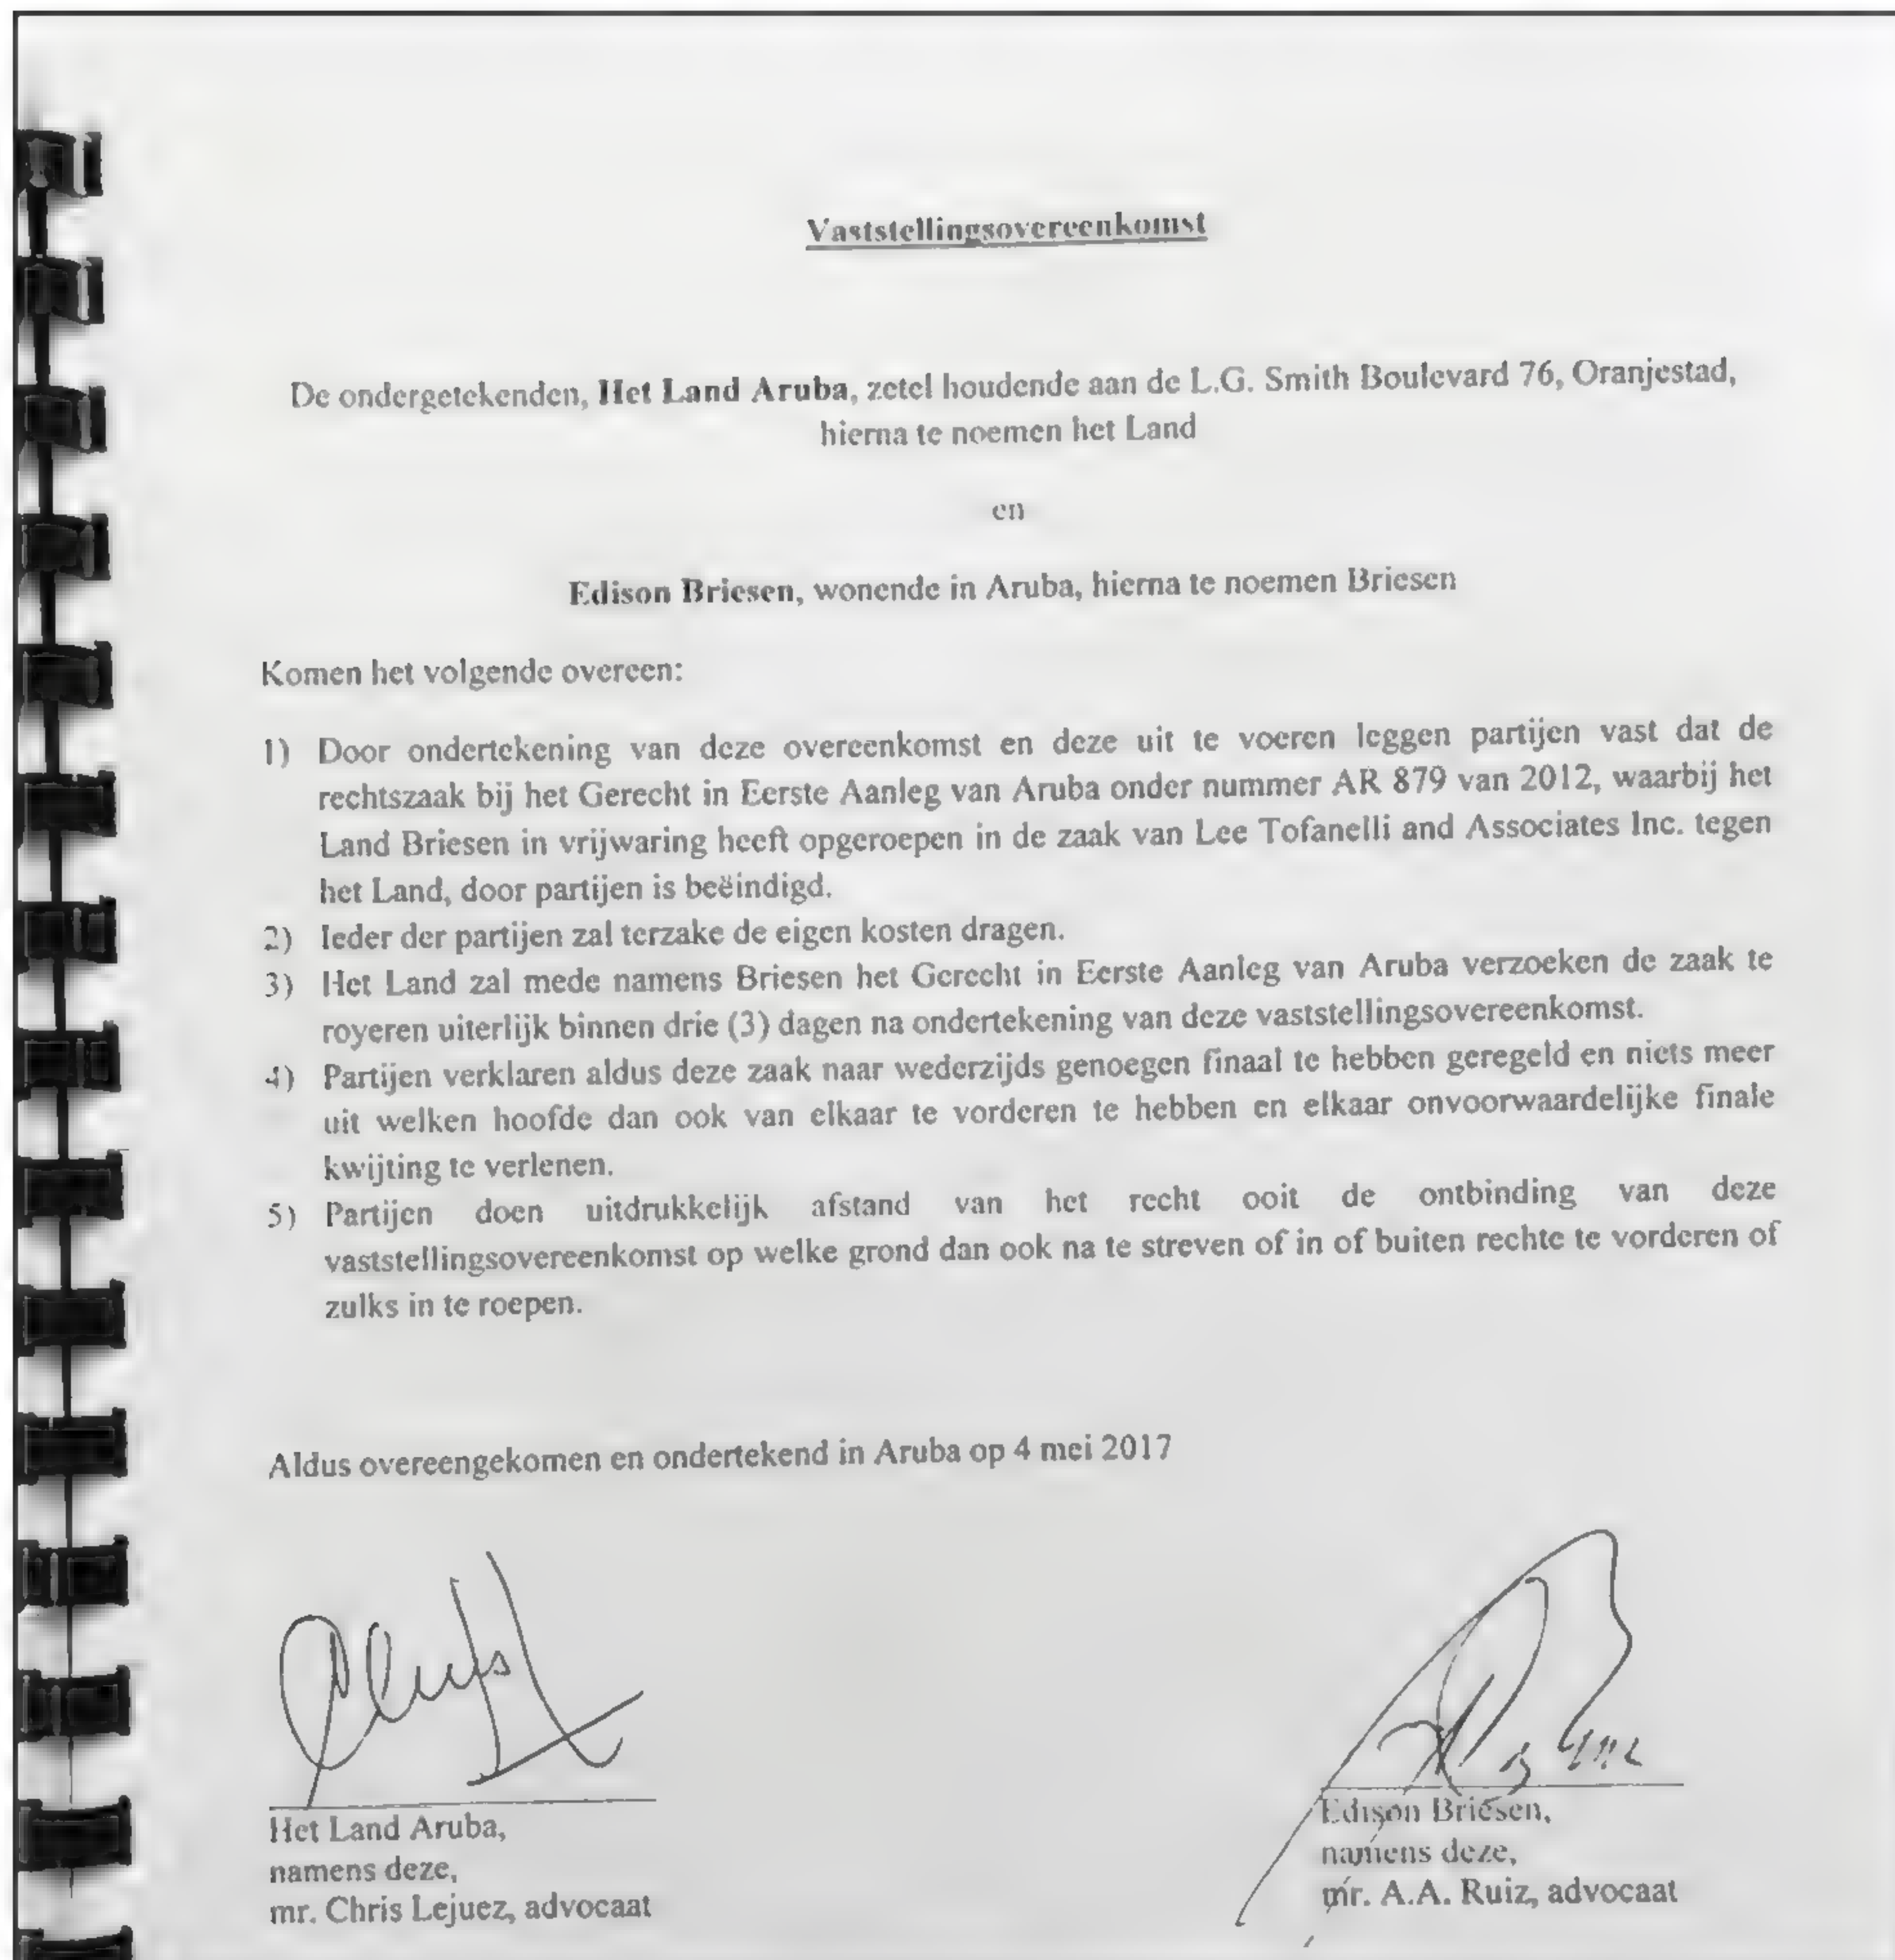 Vaststellingsovereenkomst
De ondergetekenden, Het Land Aruba, zetel houdende aan de L.G. Smith Boulevard 76, Oranjestad,
hierna te noemen het Land
en
Edison Briesen, wonende in Aruba, hierna te noemen Briesen
Komen het volgende overeen:
1) Door ondertekening van deze overeenkomst en deze uit te voeren leggen partijen vast dat de
rechtszaak bij het Gerecht in Eerste Aanleg van Aruba onder nummer AR 879 van 2012, waarbij het
Land Briesen in vrijwaring heeft opgeroepen in de zaak van Lee Tofanelli and Associates Inc. tegen
het Land, door partijen is beëindigd.
2) Ieder der partijen zal terzake de eigen kosten dragen.
3) Het Land zal mede namens Briesen het Gerecht in Eerste Aanleg van Aruba verzoeken de zaak te
royeren uiterlijk binnen drie (3) dagen na ondertekening van deze vaststellingsovereenkomst.
4) Partijen verklaren aldus deze zaak naar wederzijds genoegen finaal te hebben geregeld en niets meer
uit welken hoofde dan ook van elkaar te vorderen te hebben en elkaar onvoorwaardelijke finale
kwijting te verlenen.
5) Partijen doen uitdrukkelijk afstand van het recht ooit de ontbinding van deze
vaststellingsovereenkomst op welke grond dan ook na te streven of in of buiten rechte te vorderen of
zulks in te roepen.
Aldus overeengekomen en ondertekend in Aruba op 4 mei 2017
Het Land Aruba,
namens deze,
mr. Chris Lejuez, advocaat
Edison Briesen,
namens deze,
mr. A.A. Ruiz, advocaat